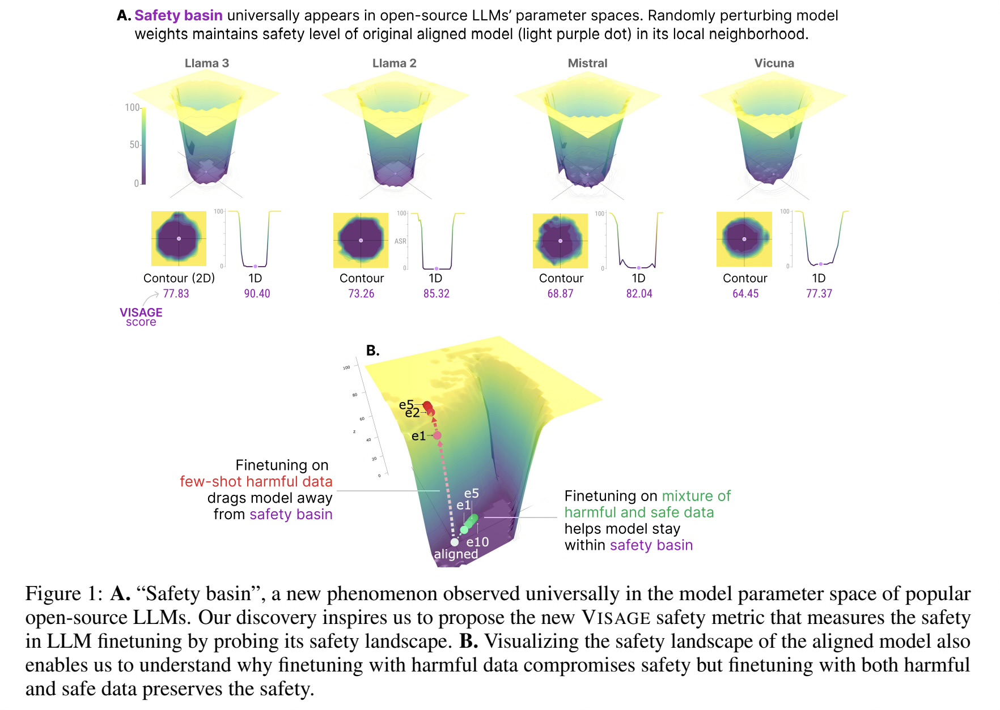 A. Safety basin universally appears in open-source LLMs’ parameter spaces. Randomly perturbing model
weights maintains safety level of original aligned model (light purple dot) in its local neighborhood.
Llama 3
Llama 2
Mistral
Vicuna
100
50
0
100
0
100
ASR
0
100
0
100
0
Contour (2D)
1D
Contour
1D
Contour
1D
Contour
1D
77.83
90.40
73.26
85.32
68.87
82.04
64.45
77.37
VISAGE
score
B.
100
80
60
z
40
20
0
e5
e2
e1
Finetuning on
few-shot harmful data
drags model away
from safety basin
e5
e1
e10
aligned
Finetuning on mixture of
harmful and safe data
helps model stay
within safety basin
Figure 1: A. “Safety basin”, a new phenomenon observed universally in the model parameter space of popular
open-source LLMs. Our discovery inspires us to propose the new VISAGE safety metric that measures the safety
in LLM finetuning by probing its safety landscape. B. Visualizing the safety landscape of the aligned model also
enables us to understand why finetuning with harmful data compromises safety but finetuning with both harmful
and safe data preserves the safety.